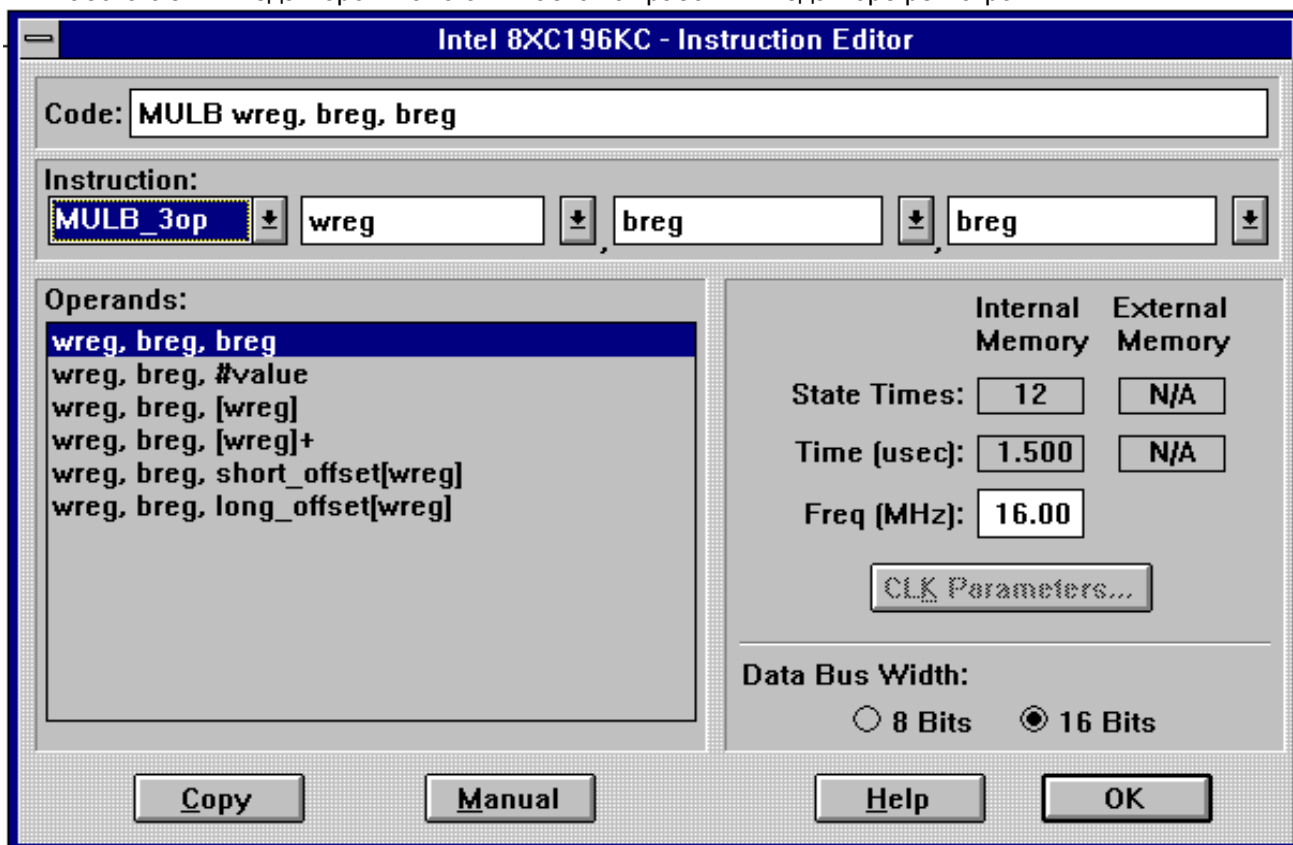 Intel 8XC196KC - Instruction Editor
Code: MULB wreg, breg, breg
Instruction:
MULB_3op wreg , breg , breg
Operands:
wreg, breg, breg
wreg, breg, #value
wreg, breg, [wreg]
wreg, breg, [wreg]+
wreg, breg, short_offset[wreg]
wreg, breg, long_offset[wreg]
Internal Memory External Memory
State Times: 12 N/A
Time (usec): 1.500 N/A
Freq (MHz): 16.00
CLK Parameters...
Data Bus Width:
8 Bits 16 Bits
Copy Manual Help OK